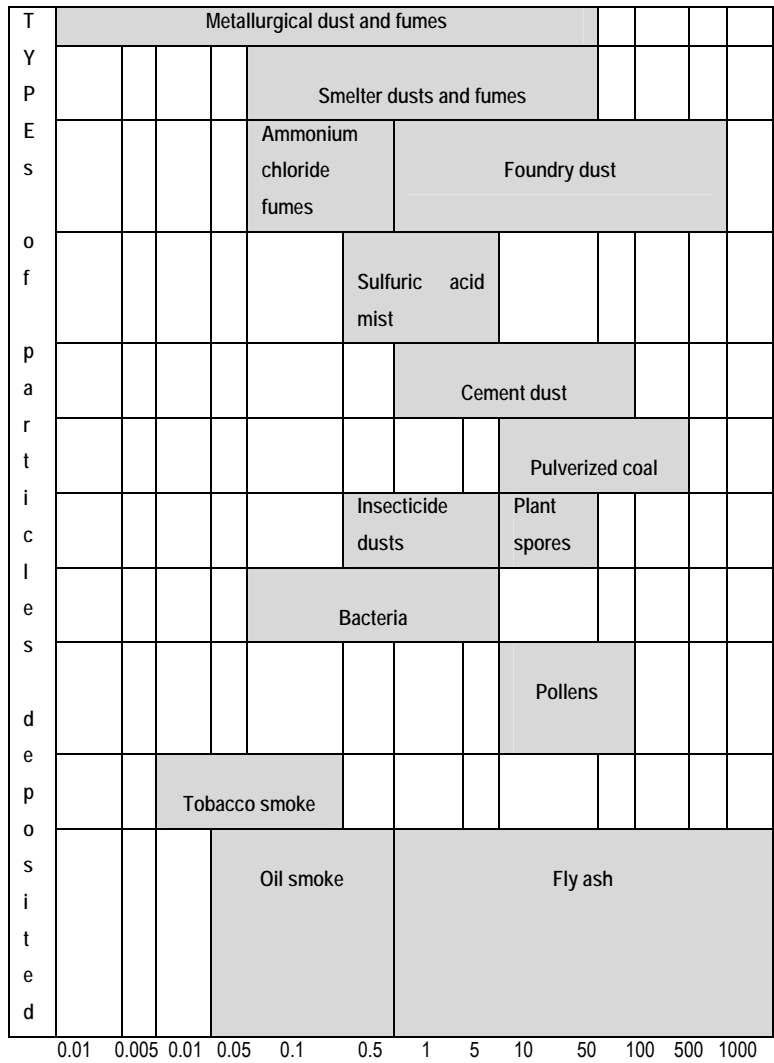 TYPEs of particles deposited
Metallurgical dust and fumes
Smelter dusts and fumes
Ammonium
chloride
fumes
Foundry dust
Sulfuric acid
mist
Cement dust
Pulverized coal
Insecticide
dusts
Plant
spores
Bacteria
Pollens
Tobacco smoke
Oil smoke
Fly ash
0.01 0.005 0.01 0.05 0.1 0.5 1 5 10 50 100 500 1000